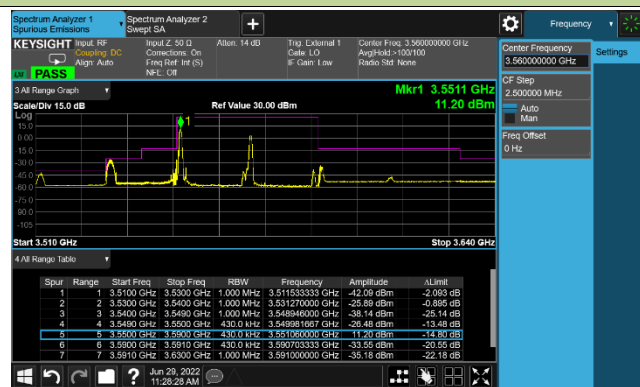 Spectrum Analyzer 1
Spurious Emissions
Spectrum Analyzer 2
Swept SA
Frequency
KEYSIGHT
Input: RF
Coupling: DC
Align: Auto
Input Z: 50 Ω
Corrections: On
Freq Ref: Int (S)
NFE: Off
Atten: 14 dB
Trig: External 1
Gate: LO
IF Gain: Low
Center Freq: 3.560000000 GHz
Avg|Hold:>100/100
Radio Std: None
PASS
Center Frequency
3.560000000 GHz
Settings
CF Step
2.500000 MHz
Auto
Man
Freq Offset
0 Hz
3 All Range Graph
Mkr1 3.5511 GHz
Scale/Div 15.0 dB
Ref Value 30.00 dBm
11.20 dBm
Log
15.0
0.00
-15.0
-30.0
-45.0
-60.0
-75.0
-90.0
-105
1
Start 3.510 GHz
Stop 3.640 GHz
4 All Range Table
Spur Range Start Freq Stop Freq RBW Frequency Amplitude ΔLimit
1 1 3.5100 GHz 3.5300 GHz 1.000 MHz 3.511533333 GHz -42.09 dBm -2.093 dB
2 2 3.5300 GHz 3.5400 GHz 1.000 MHz 3.531270000 GHz -25.89 dBm -0.895 dB
3 3 3.5400 GHz 3.5490 GHz 1.000 MHz 3.548946000 GHz -38.14 dBm -25.14 dB
4 4 3.5490 GHz 3.5500 GHz 430.0 kHz 3.549981667 GHz -26.48 dBm -13.48 dB
5 5 3.5500 GHz 3.5900 GHz 430.0 kHz 3.551060000 GHz 11.20 dBm -14.80 dB
6 6 3.5900 GHz 3.5910 GHz 430.0 kHz 3.590703333 GHz -33.55 dBm -20.55 dB
7 7 3.5910 GHz 3.6300 GHz 1.000 MHz 3.591000000 GHz -35.18 dBm -22.18 dB
Jun 29, 2022
11:28:28 AM